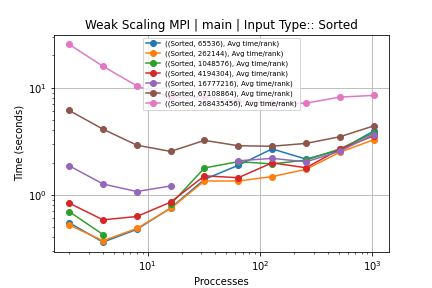 Weak Scaling MPI | main | Input Type:: Sorted
((Sorted, 65536), Avg time/rank)
((Sorted, 262144), Avg time/rank)
((Sorted, 1048576), Avg time/rank)
((Sorted, 4194304), Avg time/rank)
((Sorted, 16777216), Avg time/rank)
((Sorted, 67108864), Avg time/rank)
((Sorted, 268435456), Avg time/rank)
Time (seconds)
10¹
10⁰
10¹
10²
10³
Proccesses